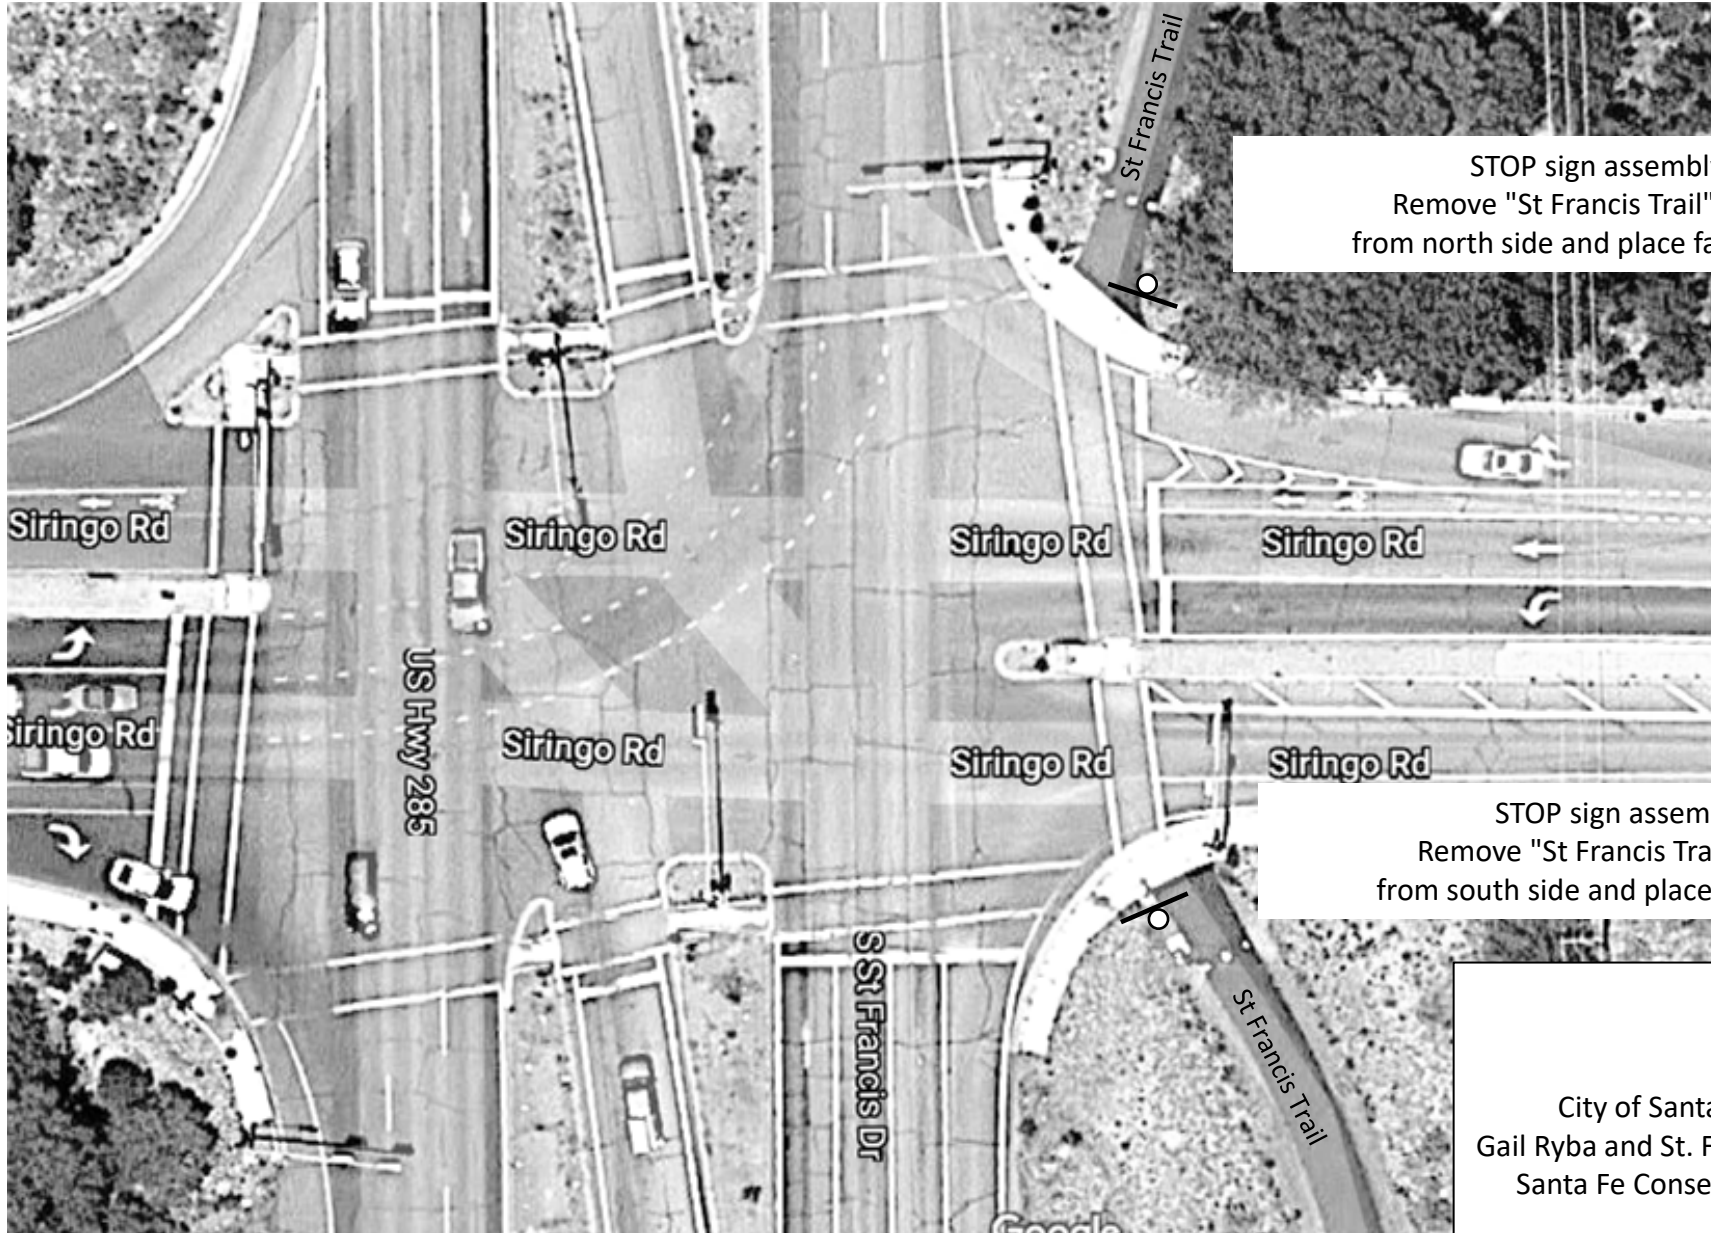 St Francis Trail
STOP sign assembly
Remove "St Francis Trail"
from north side and place fa
Siringo Rd
Siringo Rd
Siringo Rd
Siringo Rd
US Hwy 285
Siringo Rd
Siringo Rd
Siringo Rd
Siringo Rd
STOP sign assem
Remove "St Francis Tra
from south side and place
S St Francis Dr
St Francis Trail
City of Santa
Gail Ryba and St. F
Santa Fe Conse
Google